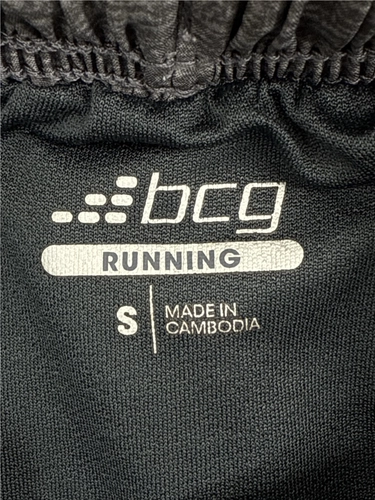 bcg
RUNNING
S
MADE IN
CAMBODIA